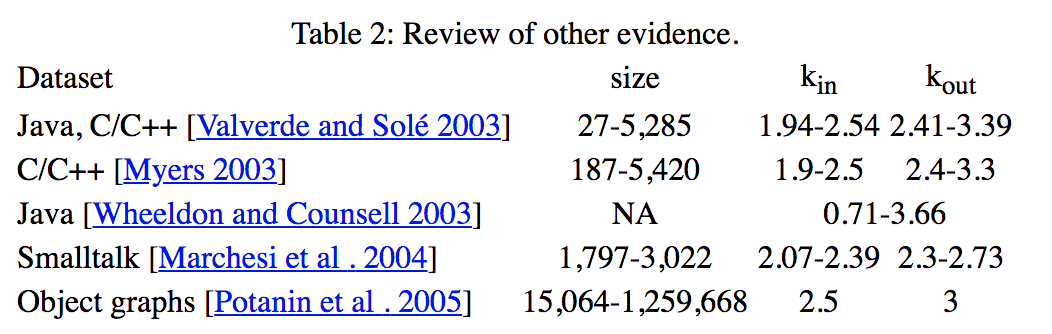 Table 2: Review of other evidence.
Dataset size kin kout
Java, C/C++ [Valverde and Solé 2003] 27-5,285 1.94-2.54 2.41-3.39
C/C++ [Myers 2003] 187-5,420 1.9-2.5 2.4-3.3
Java [Wheeldon and Counsell 2003] NA 0.71-3.66
Smalltalk [Marchesi et al . 2004] 1,797-3,022 2.07-2.39 2.3-2.73
Object graphs [Potanin et al . 2005] 15,064-1,259,668 2.5 3